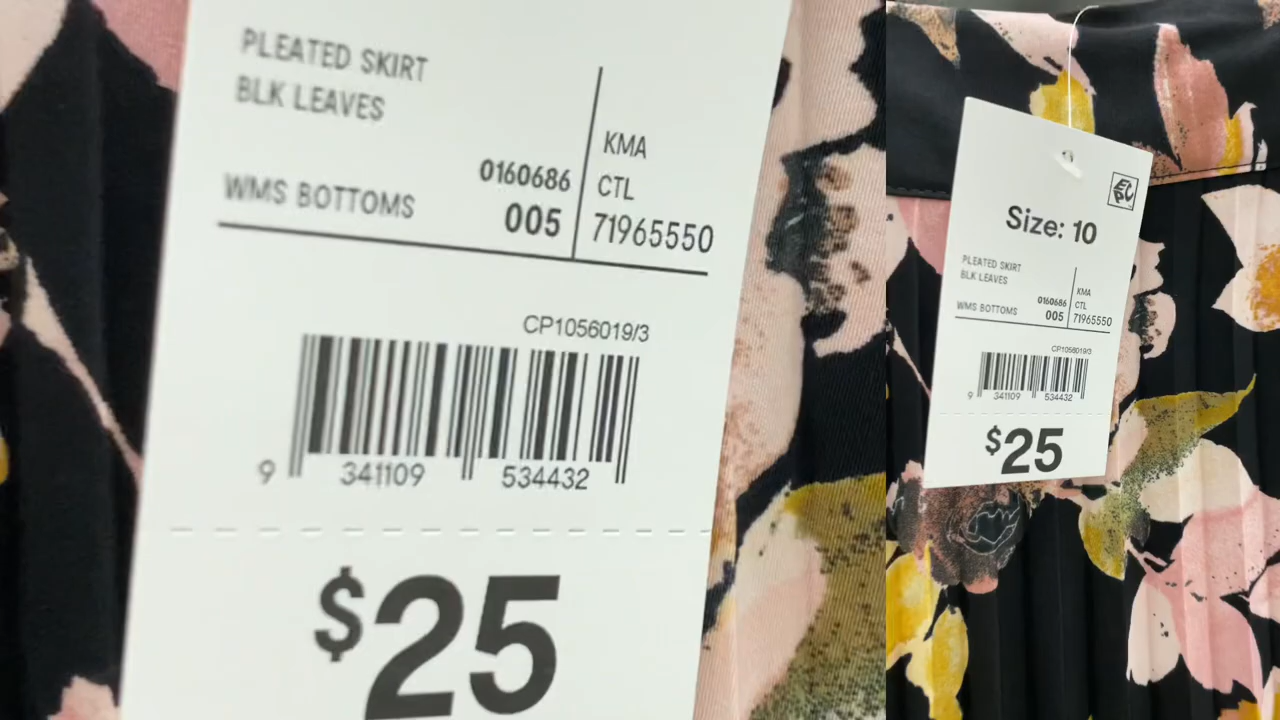 PLEATED SKIRT
BLK LEAVES
WMS BOTTOMS
0160686
005
KMA
CTL
71965550
CP1056019/3
9 341109 534432
$25
Size: 10
PLEATED SKIRT
BLK LEAVES
WMS BOTTOMS
0160686
005
KMA
CTL
71965550
CP1056019/3
9 341109 534432
$25